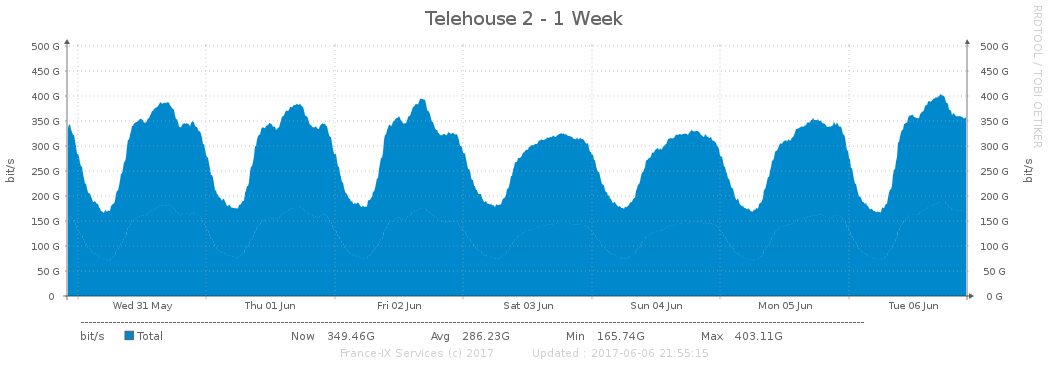 Telehouse 2 - 1 Week
RRDTOOL / TOBI OETIKER
500 G 500 G
450 G 450 G
400 G 400 G
350 G 350 G
300 G 300 G
250 G 250 G
200 G 200 G
150 G 150 G
100 G 100 G
50 G 50 G
0 0 G
bit/s bit/s
Wed 31 May Thu 01 Jun Fri 02 Jun Sat 03 Jun Sun 04 Jun Mon 05 Jun Tue 06 Jun
bit/s Total Now 349.46G Avg 286.23G Min 165.74G Max 403.11G
France-IX Services (c) 2017 Updated : 2017-06-06 21:55:15